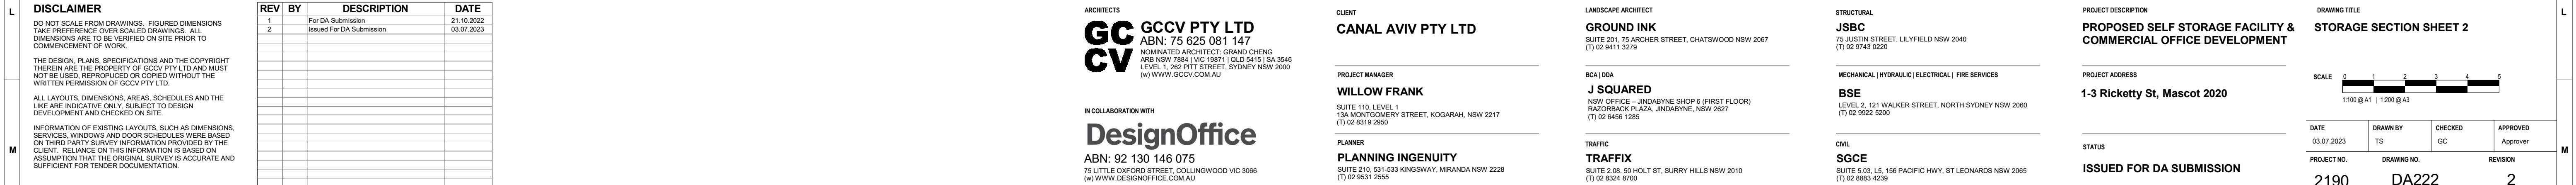 L
DISCLAIMER
DO NOT SCALE FROM DRAWINGS. FIGURED DIMENSIONS
TAKE PREFERENCE OVER SCALED DRAWINGS. ALL
DIMENSIONS ARE TO BE VERIFIED ON SITE PRIOR TO
COMMENCEMENT OF WORK.
THE DESIGN, PLANS, SPECIFICATIONS AND THE COPYRIGHT
THEREIN ARE THE PROPERTY OF GCCV PTY LTD AND MUST
NOT BE USED, REPROPUCED OR COPIED WITHOUT THE
WRITTEN PERMISSION OF GCCV PTY LTD.
ALL LAYOUTS, DIMENSIONS, AREAS, SCHEDULES AND THE
LIKE ARE INDICATIVE ONLY, SUBJECT TO DESIGN
DEVELOPMENT AND CHECKED ON SITE.
INFORMATION OF EXISTING LAYOUTS, SUCH AS DIMENSIONS,
SERVICES, WINDOWS AND DOOR SCHEDULES WERE BASED
ON THIRD PARTY SURVEY INFORMATION PROVIDED BY THE
CLIENT. RELIANCE ON THIS INFORMATION IS BASED ON
ASSUMPTION THAT THE ORIGINAL SURVEY IS ACCURATE AND
SUFFICIENT FOR TENDER DOCUMENTATION.
M
REV BY DESCRIPTION DATE
1 For DA Submission 21.10.2022
2 Issued For DA Submission 03.07.2023
ARCHITECTS
GC
CV
GCCV PTY LTD
ABN: 75 625 081 147
NOMINATED ARCHITECT: GRAND CHENG
ARB NSW 7884 | VIC 19871 | QLD 5415 | SA 3546
LEVEL 1, 262 PITT STREET, SYDNEY NSW 2000
(w) WWW.GCCV.COM.AU
IN COLLABORATION WITH
DesignOffice
ABN: 92 130 146 075
75 LITTLE OXFORD STREET, COLLINGWOOD VIC 3066
(w) WWW.DESIGNOFFICE.COM.AU
CLIENT
CANAL AVIV PTY LTD
PROJECT MANAGER
WILLOW FRANK
SUITE 110, LEVEL 1
13A MONTGOMERY STREET, KOGARAH, NSW 2217
(T) 02 8319 2950
PLANNER
PLANNING INGENUITY
SUITE 210, 531-533 KINGSWAY, MIRANDA NSW 2228
(T) 02 9531 2555
LANDSCAPE ARCHITECT
GROUND INK
SUITE 201, 75 ARCHER STREET, CHATSWOOD NSW 2067
(T) 02 9411 3279
BCA | DDA
J SQUARED
NSW OFFICE – JINDABYNE SHOP 6 (FIRST FLOOR)
RAZORBACK PLAZA, JINDABYNE, NSW 2627
(T) 02 6456 1285
TRAFFIC
TRAFFIX
SUITE 2.08. 50 HOLT ST, SURRY HILLS NSW 2010
(T) 02 8324 8700
STRUCTURAL
JSBC
75 JUSTIN STREET, LILYFIELD NSW 2040
(T) 02 9743 0220
MECHANICAL | HYDRAULIC | ELECTRICAL | FIRE SERVICES
BSE
LEVEL 2, 121 WALKER STREET, NORTH SYDNEY NSW 2060
(T) 02 9922 5200
CIVIL
SGCE
SUITE 5.03, L5, 156 PACIFIC HWY, ST LEONARDS NSW 2065
(T) 02 8883 4239
PROJECT DESCRIPTION
PROPOSED SELF STORAGE FACILITY &
COMMERCIAL OFFICE DEVELOPMENT
PROJECT ADDRESS
1-3 Ricketty St, Mascot 2020
STATUS
ISSUED FOR DA SUBMISSION
DRAWING TITLE
STORAGE SECTION SHEET 2
SCALE 0 1 2 3 4 5
1:100 @ A1 | 1:200 @ A3
DATE DRAWN BY CHECKED APPROVED
03.07.2023 TS GC Approver
PROJECT NO. DRAWING NO. REVISION
2190 DA222 2
L
M